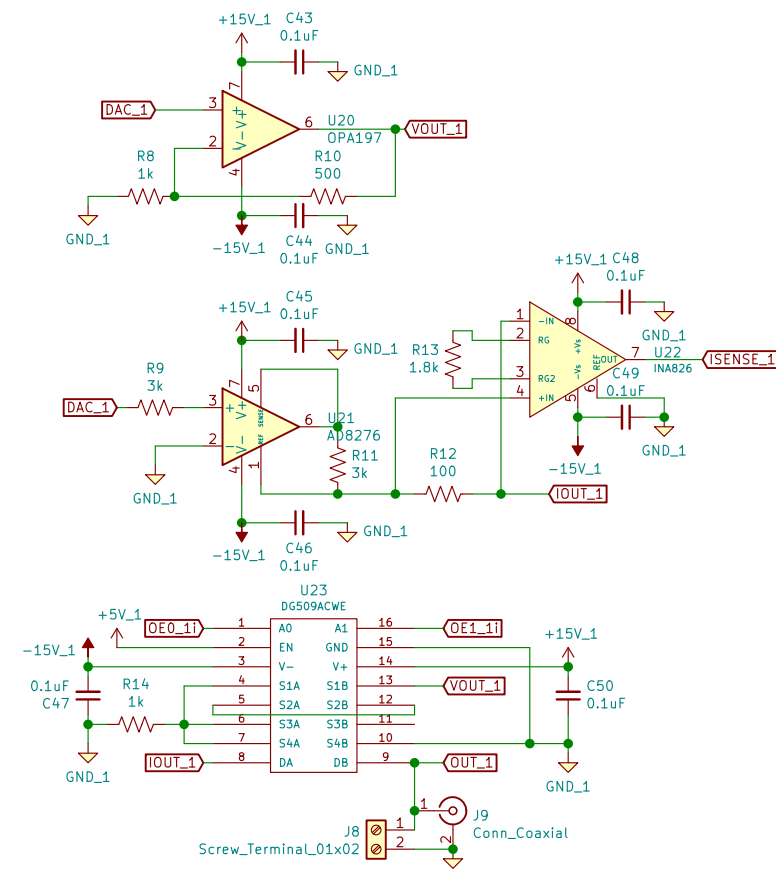 +15V_1
C43
0.1uF
GND_1
DAC_1
3
7
V+
+
V-
-
2
4
6
U20
OPA197
VOUT_1
R8
1k
R10
500
GND_1
-15V_1
C44
0.1uF
GND_1
+15V_1
C45
0.1uF
GND_1
R9
3k
DAC_1
3
7
5
+
V+
SENSE
-
V-
REF
2
4
1
6
U21
AD8276
GND_1
R11
3k
-15V_1
C46
0.1uF
GND_1
+15V_1
C48
0.1uF
GND_1
R13
1.8k
1
2
3
4
-IN
RG
RG2
+IN
8
+Vs
-Vs
REF
OUT
5
6
7
U22
INA826
ISENSE_1
C49
0.1uF
GND_1
-15V_1
R12
100
IOUT_1
U23
DG509ACWE
OE0_1i
1
A0
A1
16
OE1_1i
+5V_1
2
EN
GND
15
-15V_1
3
V-
V+
14
+15V_1
4
S1A
S1B
13
VOUT_1
5
S2A
S2B
12
6
S3A
S3B
11
7
S4A
S4B
10
IOUT_1
8
DA
DB
9
OUT_1
0.1uF
C47
R14
1k
GND_1
C50
0.1uF
GND_1
1
J9
Conn_Coaxial
2
J8
Screw_Terminal_01x02
1
2